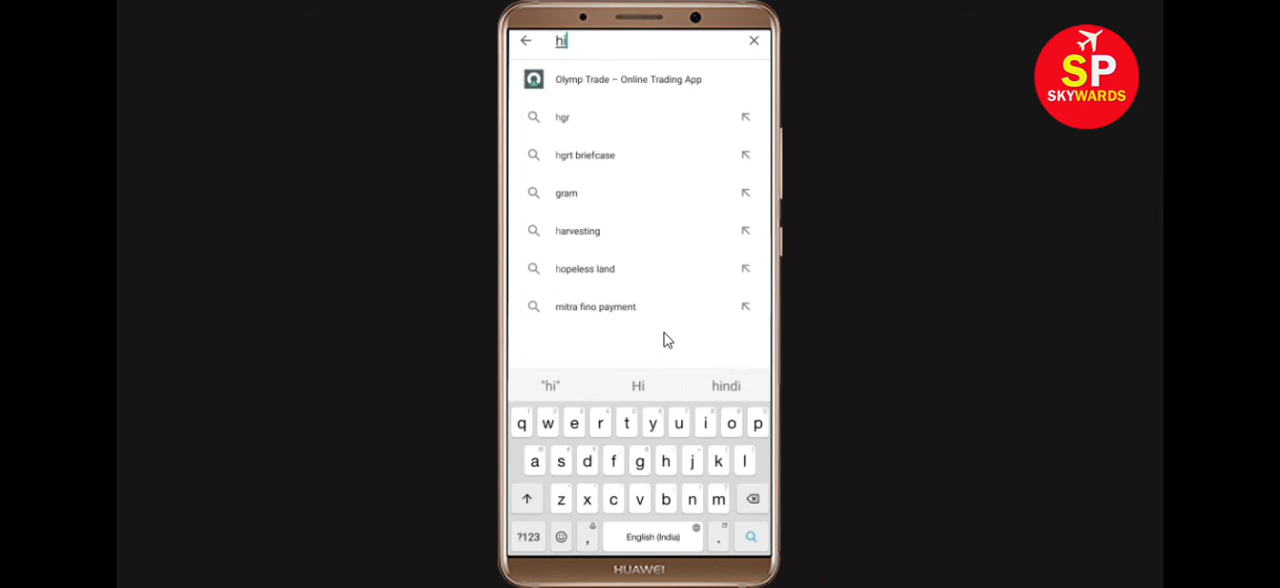 hi
SP
SKYWARDS
Olymp Trade – Online Trading App
hgr
hgrt briefcase
gram
harvesting
hopeless land
mitra fino payment
"hi" Hi hindi
q w e r t y u i o p
a s d f g h j k l
z x c v b n m
?123 , English (India) .
HUAWEI